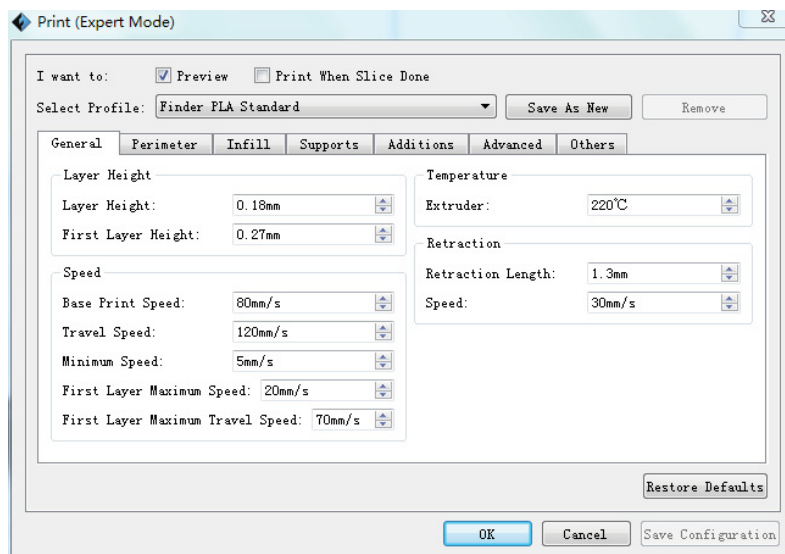 Print (Expert Mode)
I want to: Preview Print When Slice Done
Select Profile: Finder PLA Standard Save As New Remove
General Perimeter Infill Supports Additions Advanced Others
Layer Height
Layer Height: 0.18mm
First Layer Height: 0.27mm
Speed
Base Print Speed: 80mm/s
Travel Speed: 120mm/s
Minimum Speed: 5mm/s
First Layer Maximum Speed: 20mm/s
First Layer Maximum Travel Speed: 70mm/s
Temperature
Extruder: 220℃
Retraction
Retraction Length: 1.3mm
Speed: 30mm/s
Restore Defaults
OK Cancel Save Configuration